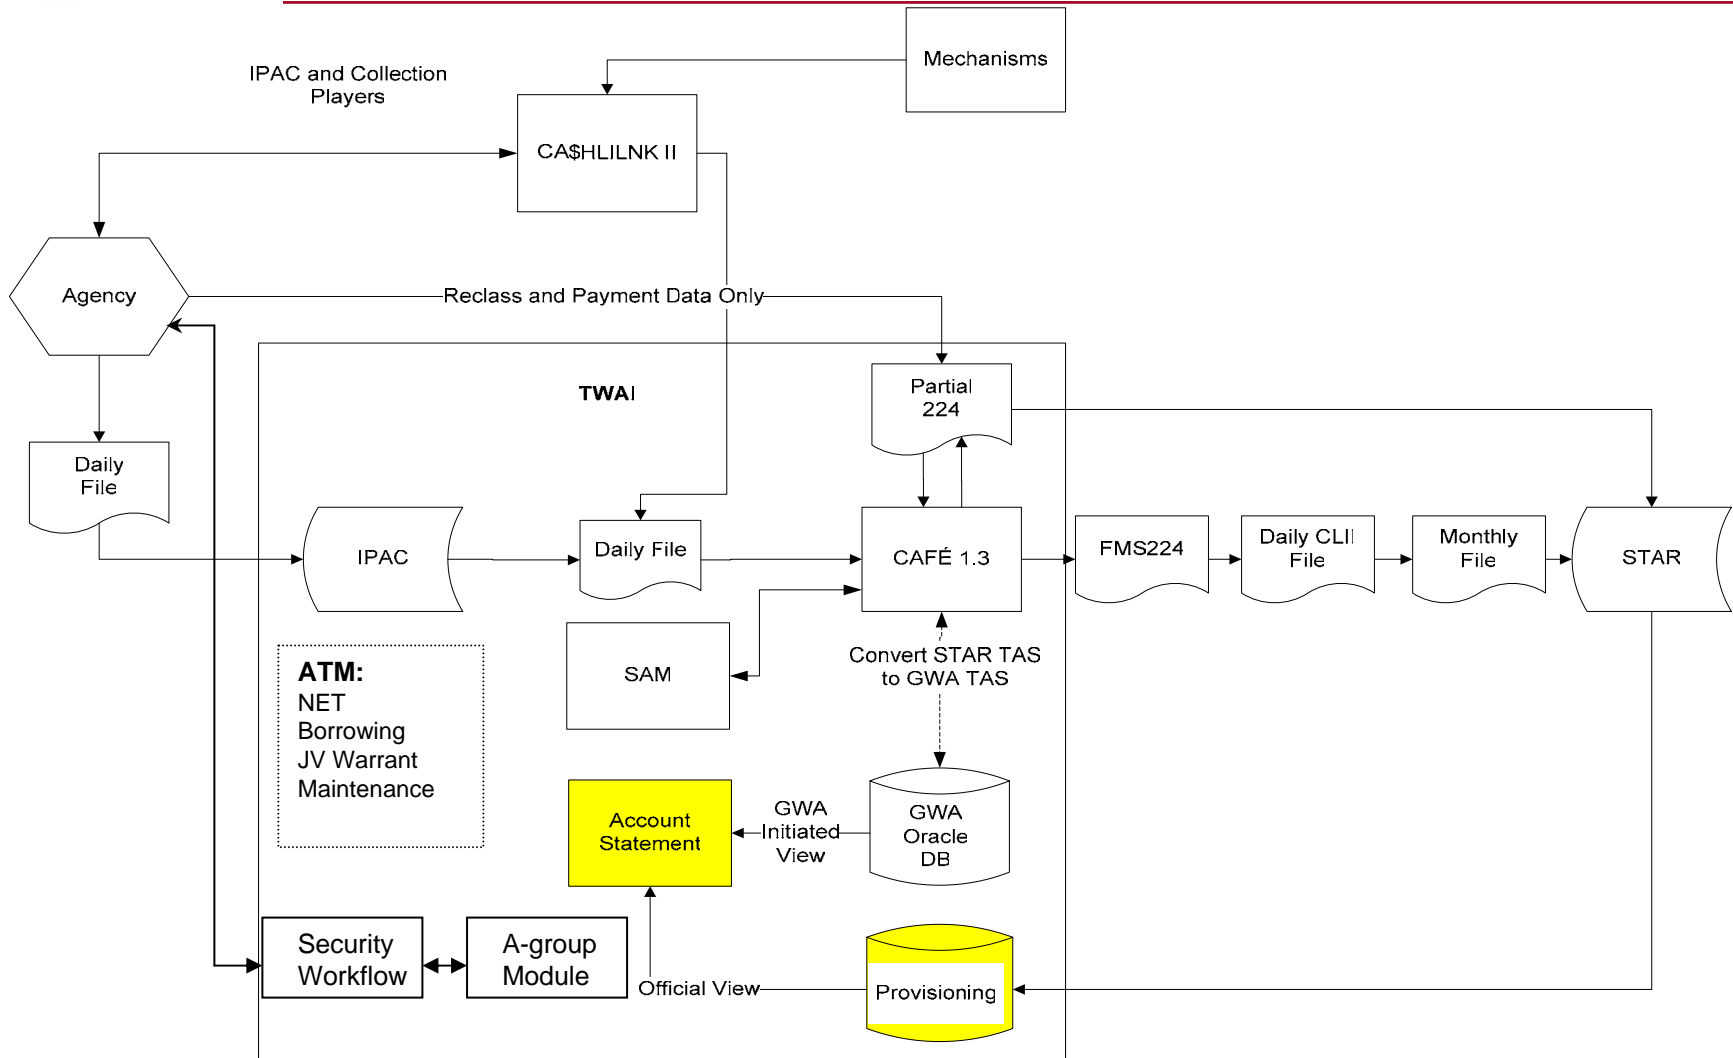 Mechanisms
IPAC and Collection
Players
CA$HLILNK II
Agency
Reclass and Payment Data Only
TWAI
Partial
224
Daily
File
IPAC
Daily File
CAFÉ 1.3
FMS224
Daily CLII
File
Monthly
File
STAR
SAM
Convert STAR TAS
to GWA TAS
ATM:
NET
Borrowing
JV Warrant
Maintenance
Account
Statement
GWA
Initiated
View
GWA
Oracle
DB
Security
Workflow
A-group
Module
Official View
Provisioning